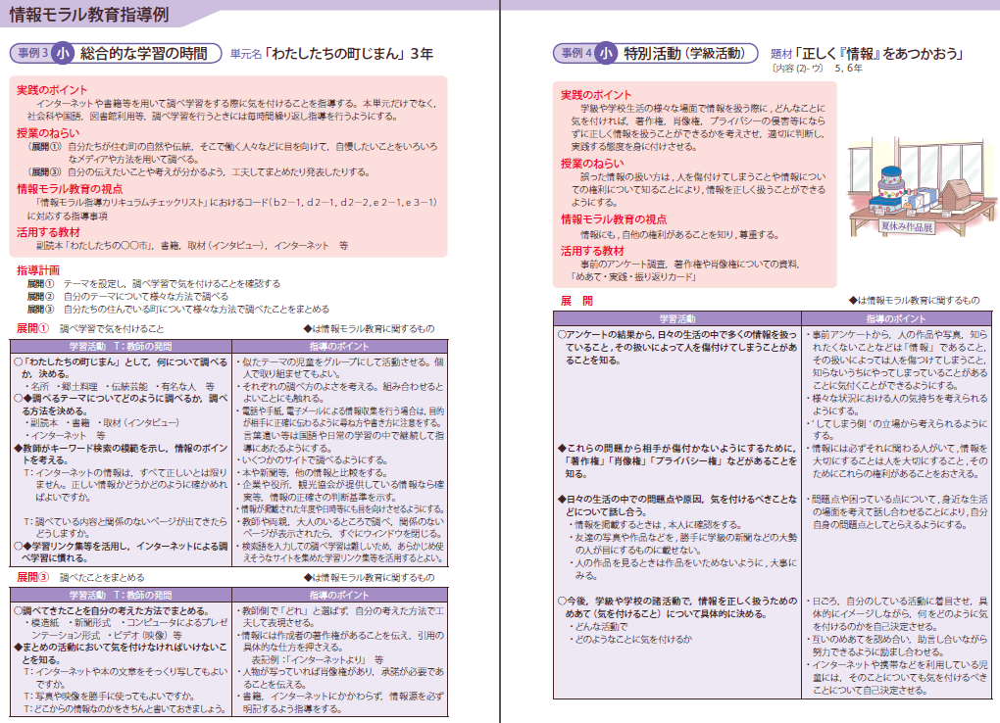 情報モラル教育指導例
事例3 小 総合的な学習の時間 単元名「わたしたちの町じまん」3年
実践のポイント
インターネットや書籍等を用いて調べ学習をする際に気を付けることを指導する。本単元だけでなく，
社会科や国語，図書館利用等，調べ学習を行うときには毎時間繰り返し指導を行うようにする。
授業のねらい
（展開①）自分たちが住む町の自然や伝統，そこで働く人々などに目を向けて，自慢したいことをいろいろ
なメディアや方法を用いて調べる。
（展開③）自分の伝えたいことや考えが分かるよう，工夫してまとめたり発表したりする。
情報モラル教育の視点
「情報モラル指導カリキュラムチェックリスト」におけるコード（b2－1，d2－1，d2－2，e2－1，e3－1）
に対応する指導事項
活用する教材
副読本「わたしたちの〇〇市」，書籍，取材（インタビュー），インターネット　等
指導計画
展開①　テーマを設定し，調べ学習で気を付けることを確認する
展開②　自分のテーマについて様々な方法で調べる
展開③　自分たちの住んでいる町について様々な方法で調べたことをまとめる
展開①　調べ学習で気を付けること　◆は情報モラル教育に関するもの
学習活動　T：教師の発問
〇「わたしたちの町じまん」として，何について調べる
か，決める。
・名所　・郷土料理　・伝統芸能　・有名な人　等
〇◆調べるテーマについてどのように調べるか，調べ
る方法を決める。
・副読本　・書籍　・取材（インタビュー）
・インターネット　等
◆教師がキーワード検索の模範を示し，情報のポイン
トを考える。
T：インターネットの情報は，すべて正しいとは限り
ません。正しい情報かどうかどのように確かめれ
ばよいですか。
T：調べている内容と関係のないページが出てきたら
どうしますか。
〇◆学習リンク集等を活用し，インターネットによる調
べ学習に慣れる。
指導のポイント
・似たテーマの児童をグループにして活動させる。個
人で取り組ませてもよい。
・それぞれの調べ方のよさを考える。組み合わせると
よいことにも触れる。
・電話や手紙，電子メールによる情報収集を行う場合は，目的
が相手に正確に伝わるように尋ね方や書き方に注意をする。
言葉遣い等は国語や日常の学習の中で継続して指
導にあたるようにする。
・いくつかのサイトで調べるようにする。
・本や新聞等，他の情報と比較をする。
・企業や役所，観光協会が提供している情報なら確
実等，情報の正確さの判断基準を示す。
・情報が掲載された年度や日時等にも目を向けさせるようにする。
・教師や両親，大人のいるところで調べ，関係のない
ページが表示されたら，すぐにウィンドウを閉じる。
・検索語を入力しての調べ学習は難しいため，あらかじめ使
えそうなサイトを集めた学習リンク集等を活用するとよい。
展開③　調べたことをまとめる　◆は情報モラル教育に関するもの
学習活動　T：教師の発問
〇調べてきたことを自分の考えた方法でまとめる。
・模造紙　・新聞形式　・コンピュータによるプレゼ
ンテーション形式　・ビデオ（映像）等
◆まとめの活動において気を付けなければいけないこ
とを知る。
T：インターネットや本の文章をそっくり写してもよい
ですか。
T：写真や映像を勝手に使ってもよいですか。
T：どこからの情報なのかをきちんと書いておきましょう。
指導のポイント
・教師側で「どれ」と選ばず，自分の考えた方法で工
夫して表現させる。
・情報には作成者の著作権があることを伝え，引用の
具体的な仕方を押さえる。
表記例：「インターネットより」　等
・人物が写っていれば肖像権があり，承諾が必要であ
ることを伝える。
・書籍，インターネットにかかわらず，情報源を必ず
明記するよう指導をする。
事例4 小 特別活動（学級活動） 題材「正しく『情報』をあつかおう」
〔内容(2)-ウ〕　5，6年
実践のポイント
学級や学校生活の様々な場面で情報を扱う際に，どんなことに
気を付ければ，著作権，肖像権，プライバシーの侵害等になら
ずに正しく情報を扱うことができるかを考えさせ，適切に判断し，
実践する態度を身に付けさせる。
授業のねらい
誤った情報の扱い方は，人を傷付けてしまうことや情報につい
ての権利について知ることにより，情報を正しく扱うことができる
ようにする。
情報モラル教育の視点
情報にも，自他の権利があることを知り，尊重する。
活用する教材
事前のアンケート調査，著作権や肖像権についての資料，
「めあて・実践・振り返りカード」
夏休み作品展
展　開　◆は情報モラル教育に関するもの
学習活動
〇アンケートの結果から，日々の生活の中で多くの情報を扱っ
ていること，その扱いによって人を傷付けてしまうことがあ
ることを知る。
◆これらの問題から相手が傷付かないようにするために，
「著作権」「肖像権」「プライバシー権」などがあることを
知る。
◆日々の生活の中での問題点や原因，気を付けるべきことな
どについて話し合う。
・情報を掲載するときは，本人に確認をする。
・友達の写真や作品などを，勝手に学級の新聞などの大勢
の人が目にするものに載せない。
・人の作品を見るときは作品をいためないように，大事に
みる。
〇今後，学級や学校の諸活動で，情報を正しく扱うための
めあて（気を付けること）について具体的に決める。
・どんな活動で
・どのようなことに気を付けるか
指導のポイント
・事前アンケートから，人の作品や写真，知ら
れたくないことなどは「情報」であること，
その扱いによっては人を傷つけてしまうこと，
知らないうちにやってしまっていることがある
ことに気付くことができるようにする。
・様々な状況における人の気持ちを考えられる
ようにする。
・‘してしまう側’の立場から考えられるように
する。
・情報には必ずそれに関わる人がいて，情報を
大切にすることは人を大切にすること，その
ためにこれらの権利があることをおさえる。
・問題点や困っている点について，身近な生活
の場面を考えて話し合わせることにより，自分
自身の問題点としてとらえるようにする。
・日ごろ，自分のしている活動に着目させ，具
体的にイメージしながら，何をどのように気
を付けるのかを自己決定させる。
・互いのめあてを認め合い，助言し合いながら
努力できるように励まし合わせる。
・インターネットや携帯などを利用している児
童には，そのことについても気を付けるべき
ことについて自己決定させる。